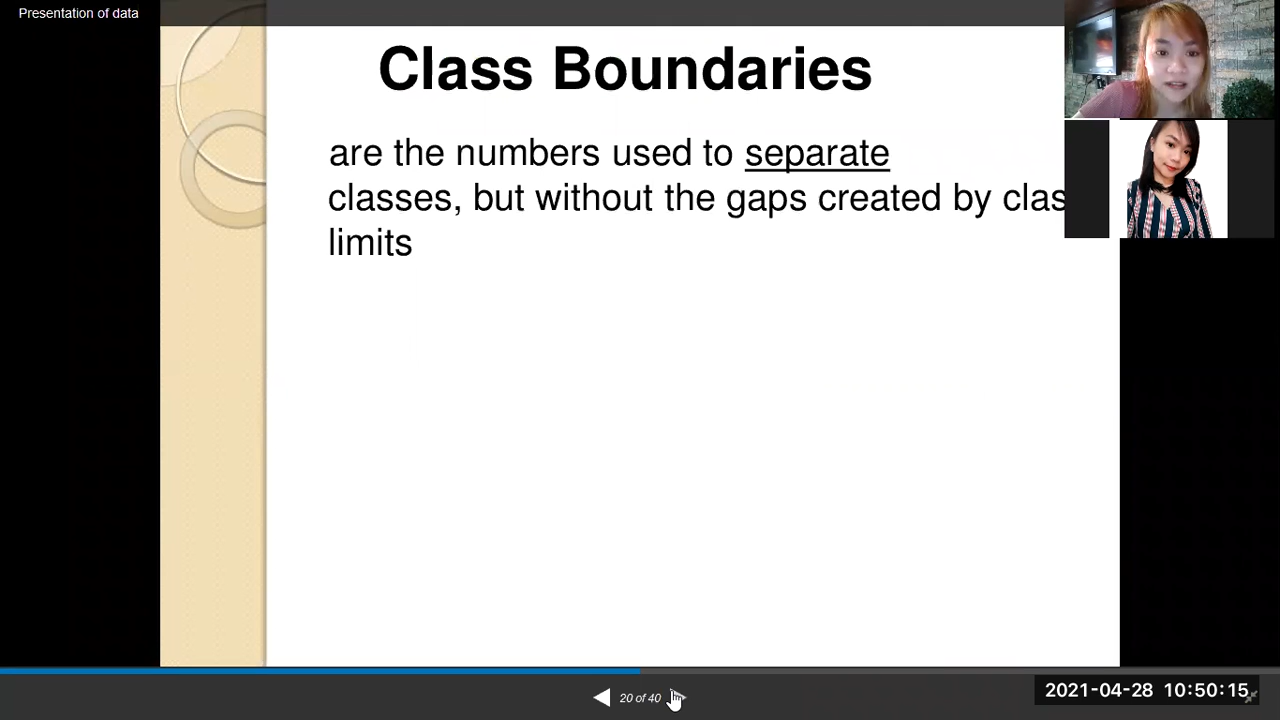 Presentation of data
Class Boundaries
are the numbers used to separate
classes, but without the gaps created by clas
limits
20 of 40
2021-04-28 10:50:15